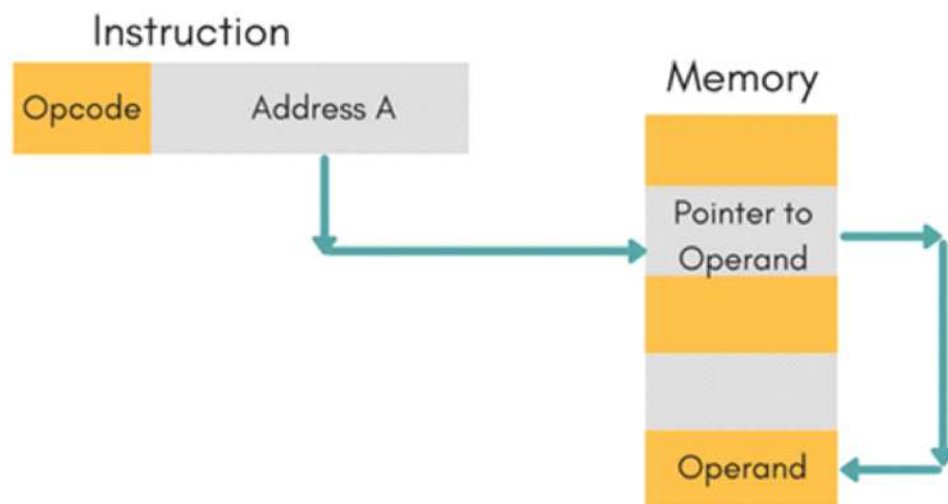 Instruction
Opcode
Address A
Memory
Pointer to
Operand
Operand